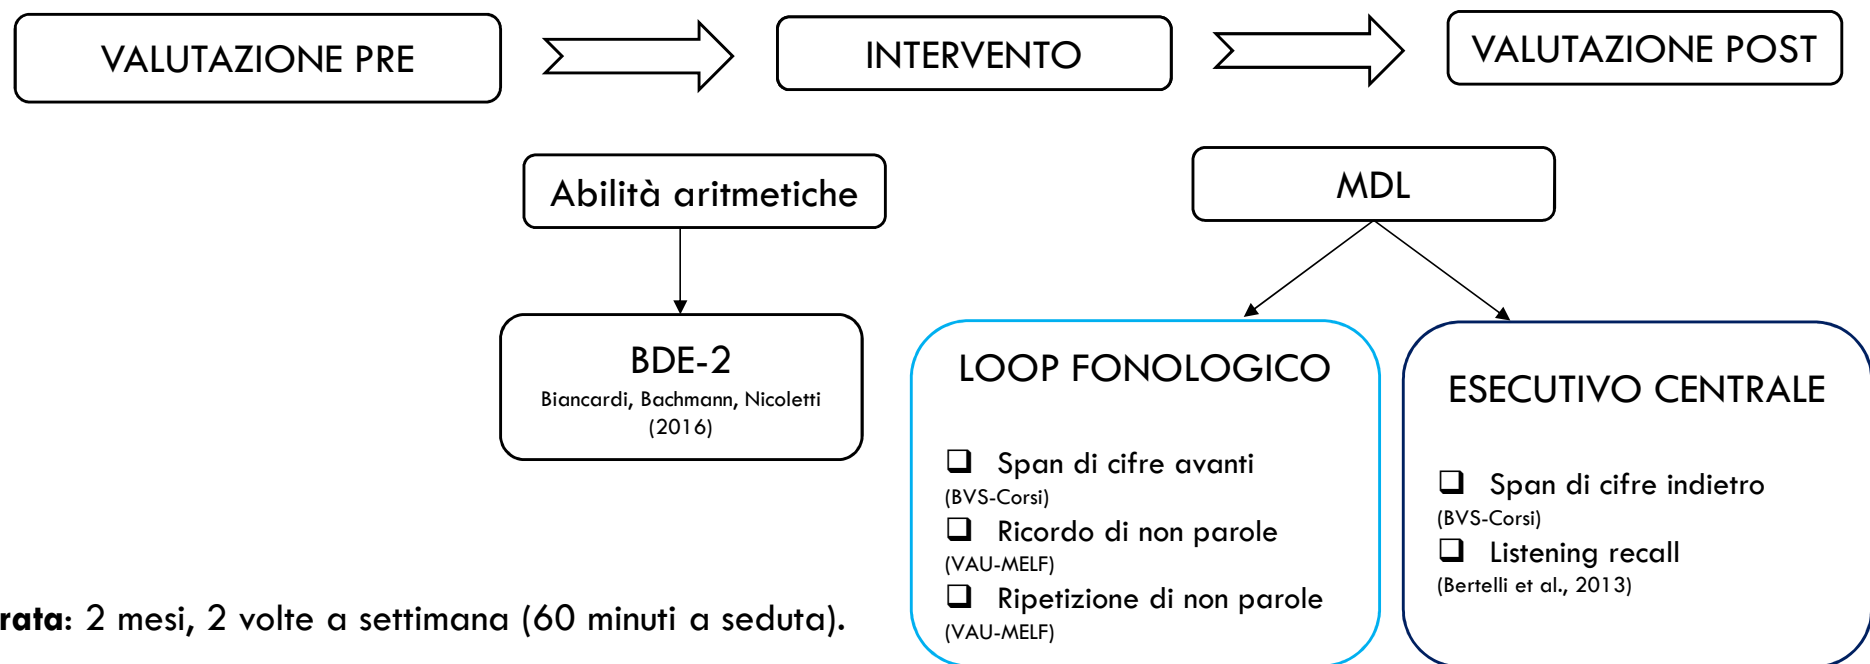 VALUTAZIONE PRE
INTERVENTO
VALUTAZIONE POST
Abilità aritmetiche
MDL
BDE-2
Biancardi, Bachmann, Nicoletti
(2016)
LOOP FONOLOGICO
❑ Span di cifre avanti
(BVS-Corsi)
❑ Ricordo di non parole
(VAU-MELF)
❑ Ripetizione di non parole
(VAU-MELF)
ESECUTIVO CENTRALE
❑ Span di cifre indietro
(BVS-Corsi)
❑ Listening recall
(Bertelli et al., 2013)
rata: 2 mesi, 2 volte a settimana (60 minuti a seduta).